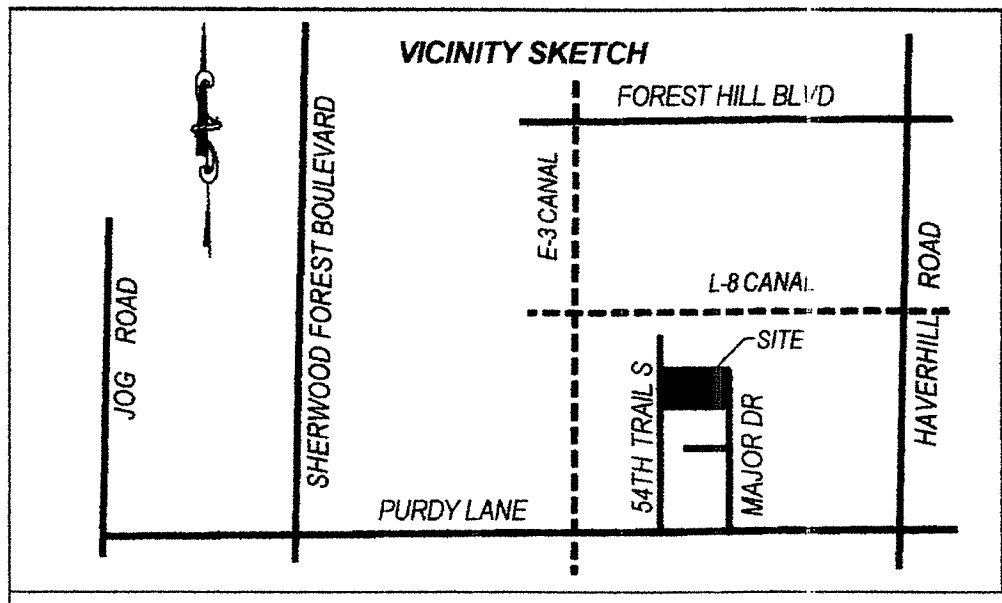 VICINITY SKETCH
FOREST HILL BLVD
SHERWOOD FOREST BOULEVARD
E-3 CANAL
L-8 CANAL
JOG ROAD
HAVERHILL ROAD
SITE
54TH TRAIL S
MAJOR DR
PURDY LANE